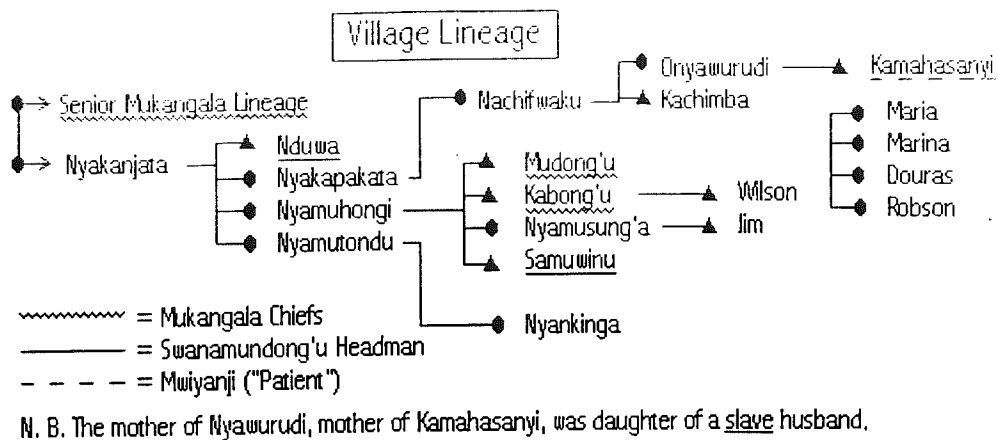 Village Lineage
Onyawurudi Kamahasanyi
Senior Mukangala Lineage Nachifwaku Kachimba Maria
Nyakanjata Nduwa Mudong'u Marina
Nyakapakata Kabong'u Wilson Douras
Nyamuhongi Nyamusung'a Jim Robson
Nyamutondu Samuwinu
= Mukangala Chiefs Nyankinga
= Swanamundong'u Headman
= Mwiyanji ("Patient")
N. B. The mother of Nyawurudi, mother of Kamahasanyi, was daughter of a slave husband.